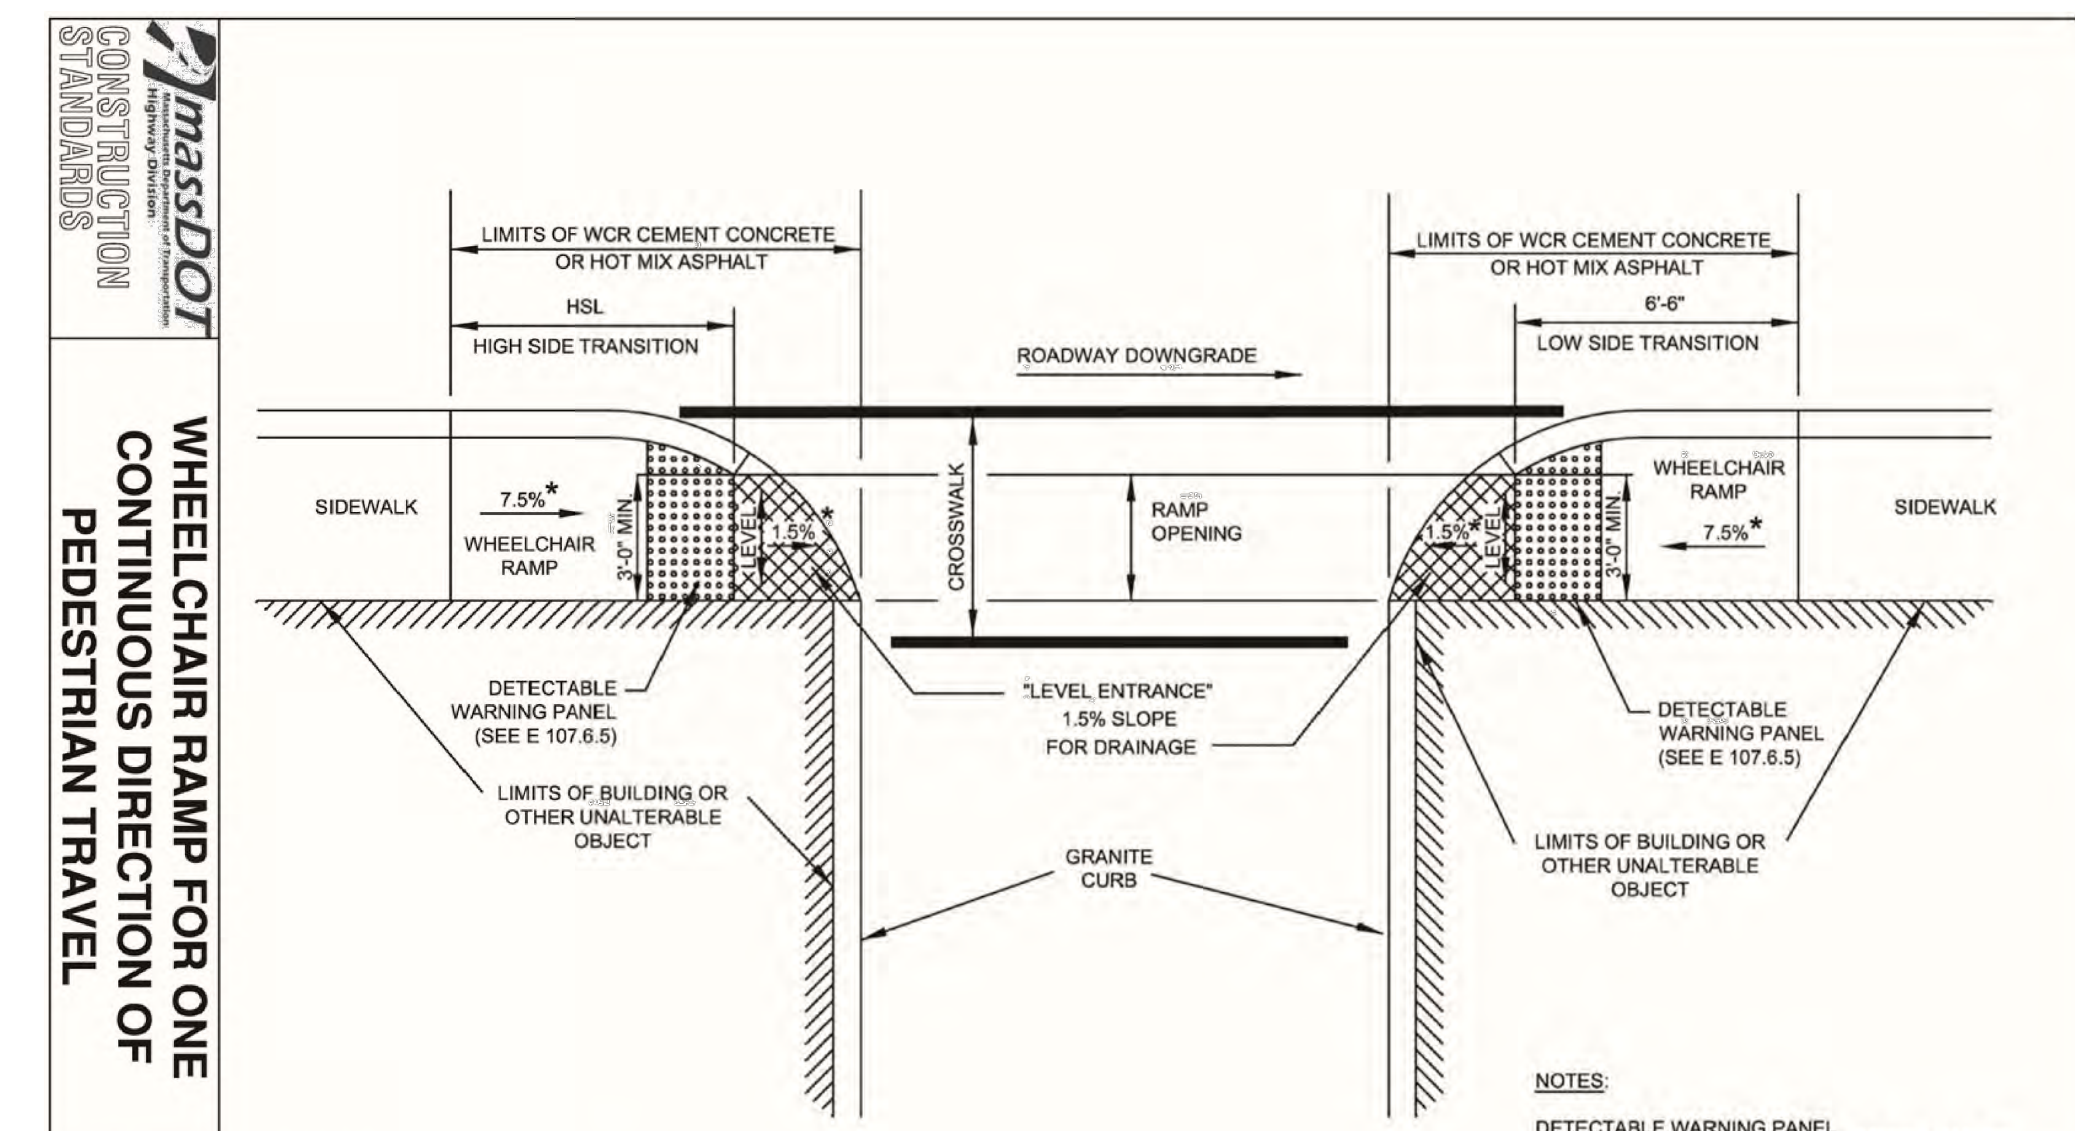 massDOT
Massachusetts Department of Transportation
Highway Division
CONSTRUCTION
STANDARDS
WHEELCHAIR RAMP FOR ONE
CONTINUOUS DIRECTION OF
PEDESTRIAN TRAVEL
LIMITS OF WCR CEMENT CONCRETE
OR HOT MIX ASPHALT
HSL
HIGH SIDE TRANSITION
ROADWAY DOWNGRADE
LIMITS OF WCR CEMENT CONCRETE
OR HOT MIX ASPHALT
6'-6"
LOW SIDE TRANSITION
SIDEWALK
7.5%*
WHEELCHAIR
RAMP
3'-0" MIN.
LEVEL
1.5%*
CROSSWALK
RAMP
OPENING
1.5%*
LEVEL
3'-0" MIN.
WHEELCHAIR
RAMP
7.5%*
SIDEWALK
DETECTABLE
WARNING PANEL
(SEE E 107.6.5)
"LEVEL ENTRANCE"
1.5% SLOPE
FOR DRAINAGE
DETECTABLE
WARNING PANEL
(SEE E 107.6.5)
LIMITS OF BUILDING OR
OTHER UNALTERABLE
OBJECT
GRANITE
CURB
LIMITS OF BUILDING OR
OTHER UNALTERABLE
OBJECT
NOTES:
DETECTABLE WARNING PANEL